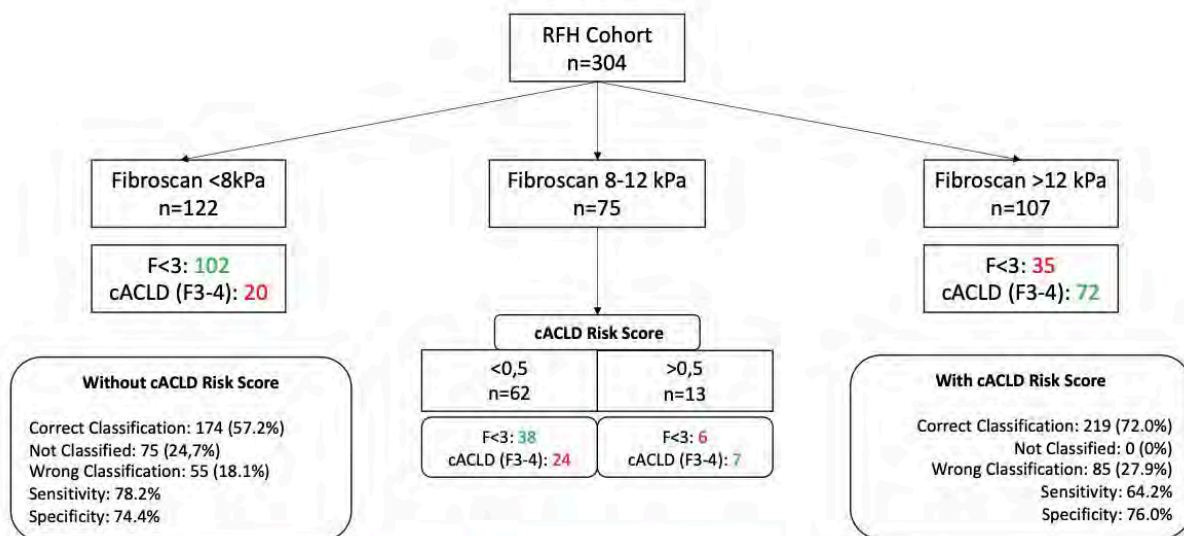 RFH Cohort
n=304
Fibroscan <8kPa
n=122
Fibroscan 8-12 kPa
n=75
Fibroscan >12 kPa
n=107
F<3: 102
cACLD (F3-4): 20
F<3: 35
cACLD (F3-4): 72
cACLD Risk Score
<0,5
n=62
>0,5
n=13
F<3: 38
cACLD (F3-4): 24
F<3: 6
cACLD (F3-4): 7
Without cACLD Risk Score
Correct Classification: 174 (57.2%)
Not Classified: 75 (24,7%)
Wrong Classification: 55 (18.1%)
Sensitivity: 78.2%
Specificity: 74.4%
With cACLD Risk Score
Correct Classification: 219 (72.0%)
Not Classified: 0 (0%)
Wrong Classification: 85 (27.9%)
Sensitivity: 64.2%
Specificity: 76.0%